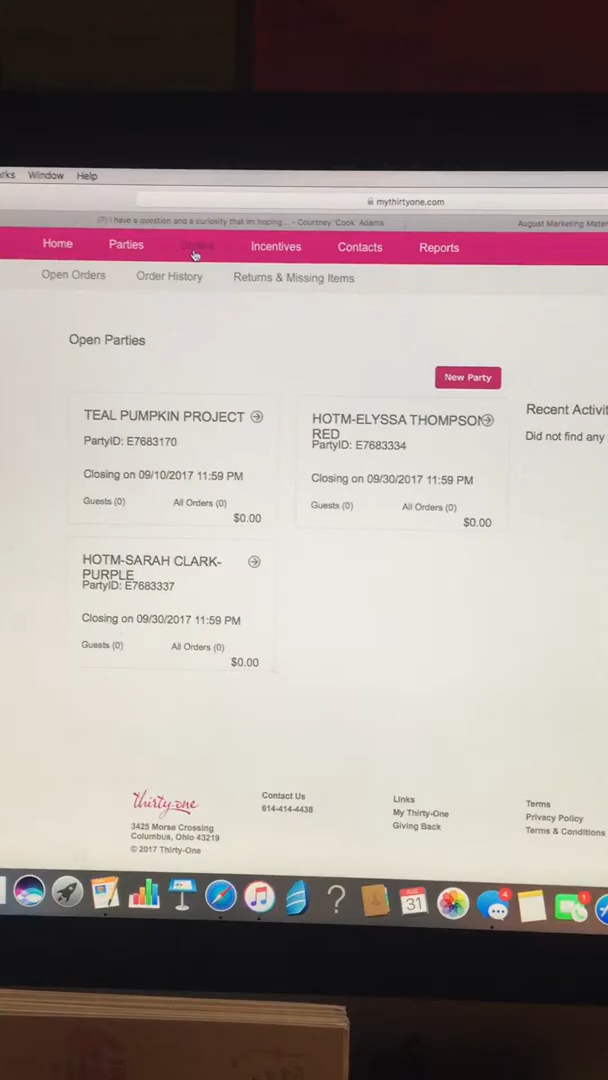 Window Help
mythirtyone.com
(7) I have a question and a curiosity that im hoping... - Courtney 'Cook' Adams
August Marketing Mater
Home Parties Orders Incentives Contacts Reports
Open Orders Order History Returns & Missing Items
Open Parties
New Party
TEAL PUMPKIN PROJECT
PartyID: E7683170
Closing on 09/10/2017 11:59 PM
Guests (0) All Orders (0)
$0.00
HOTM-ELYSSA THOMPSON-
RED
PartyID: E7683334
Closing on 09/30/2017 11:59 PM
Guests (0) All Orders (0)
$0.00
Recent Activit
Did not find any
HOTM-SARAH CLARK-
PURPLE
PartyID: E7683337
Closing on 09/30/2017 11:59 PM
Guests (0) All Orders (0)
$0.00
thirty-one
3425 Morse Crossing
Columbus, Ohio 43219
© 2017 Thirty-One
Contact Us
614-414-4438
Links
My Thirty-One
Giving Back
Terms
Privacy Policy
Terms & Conditions
?
AUG
31
4
1